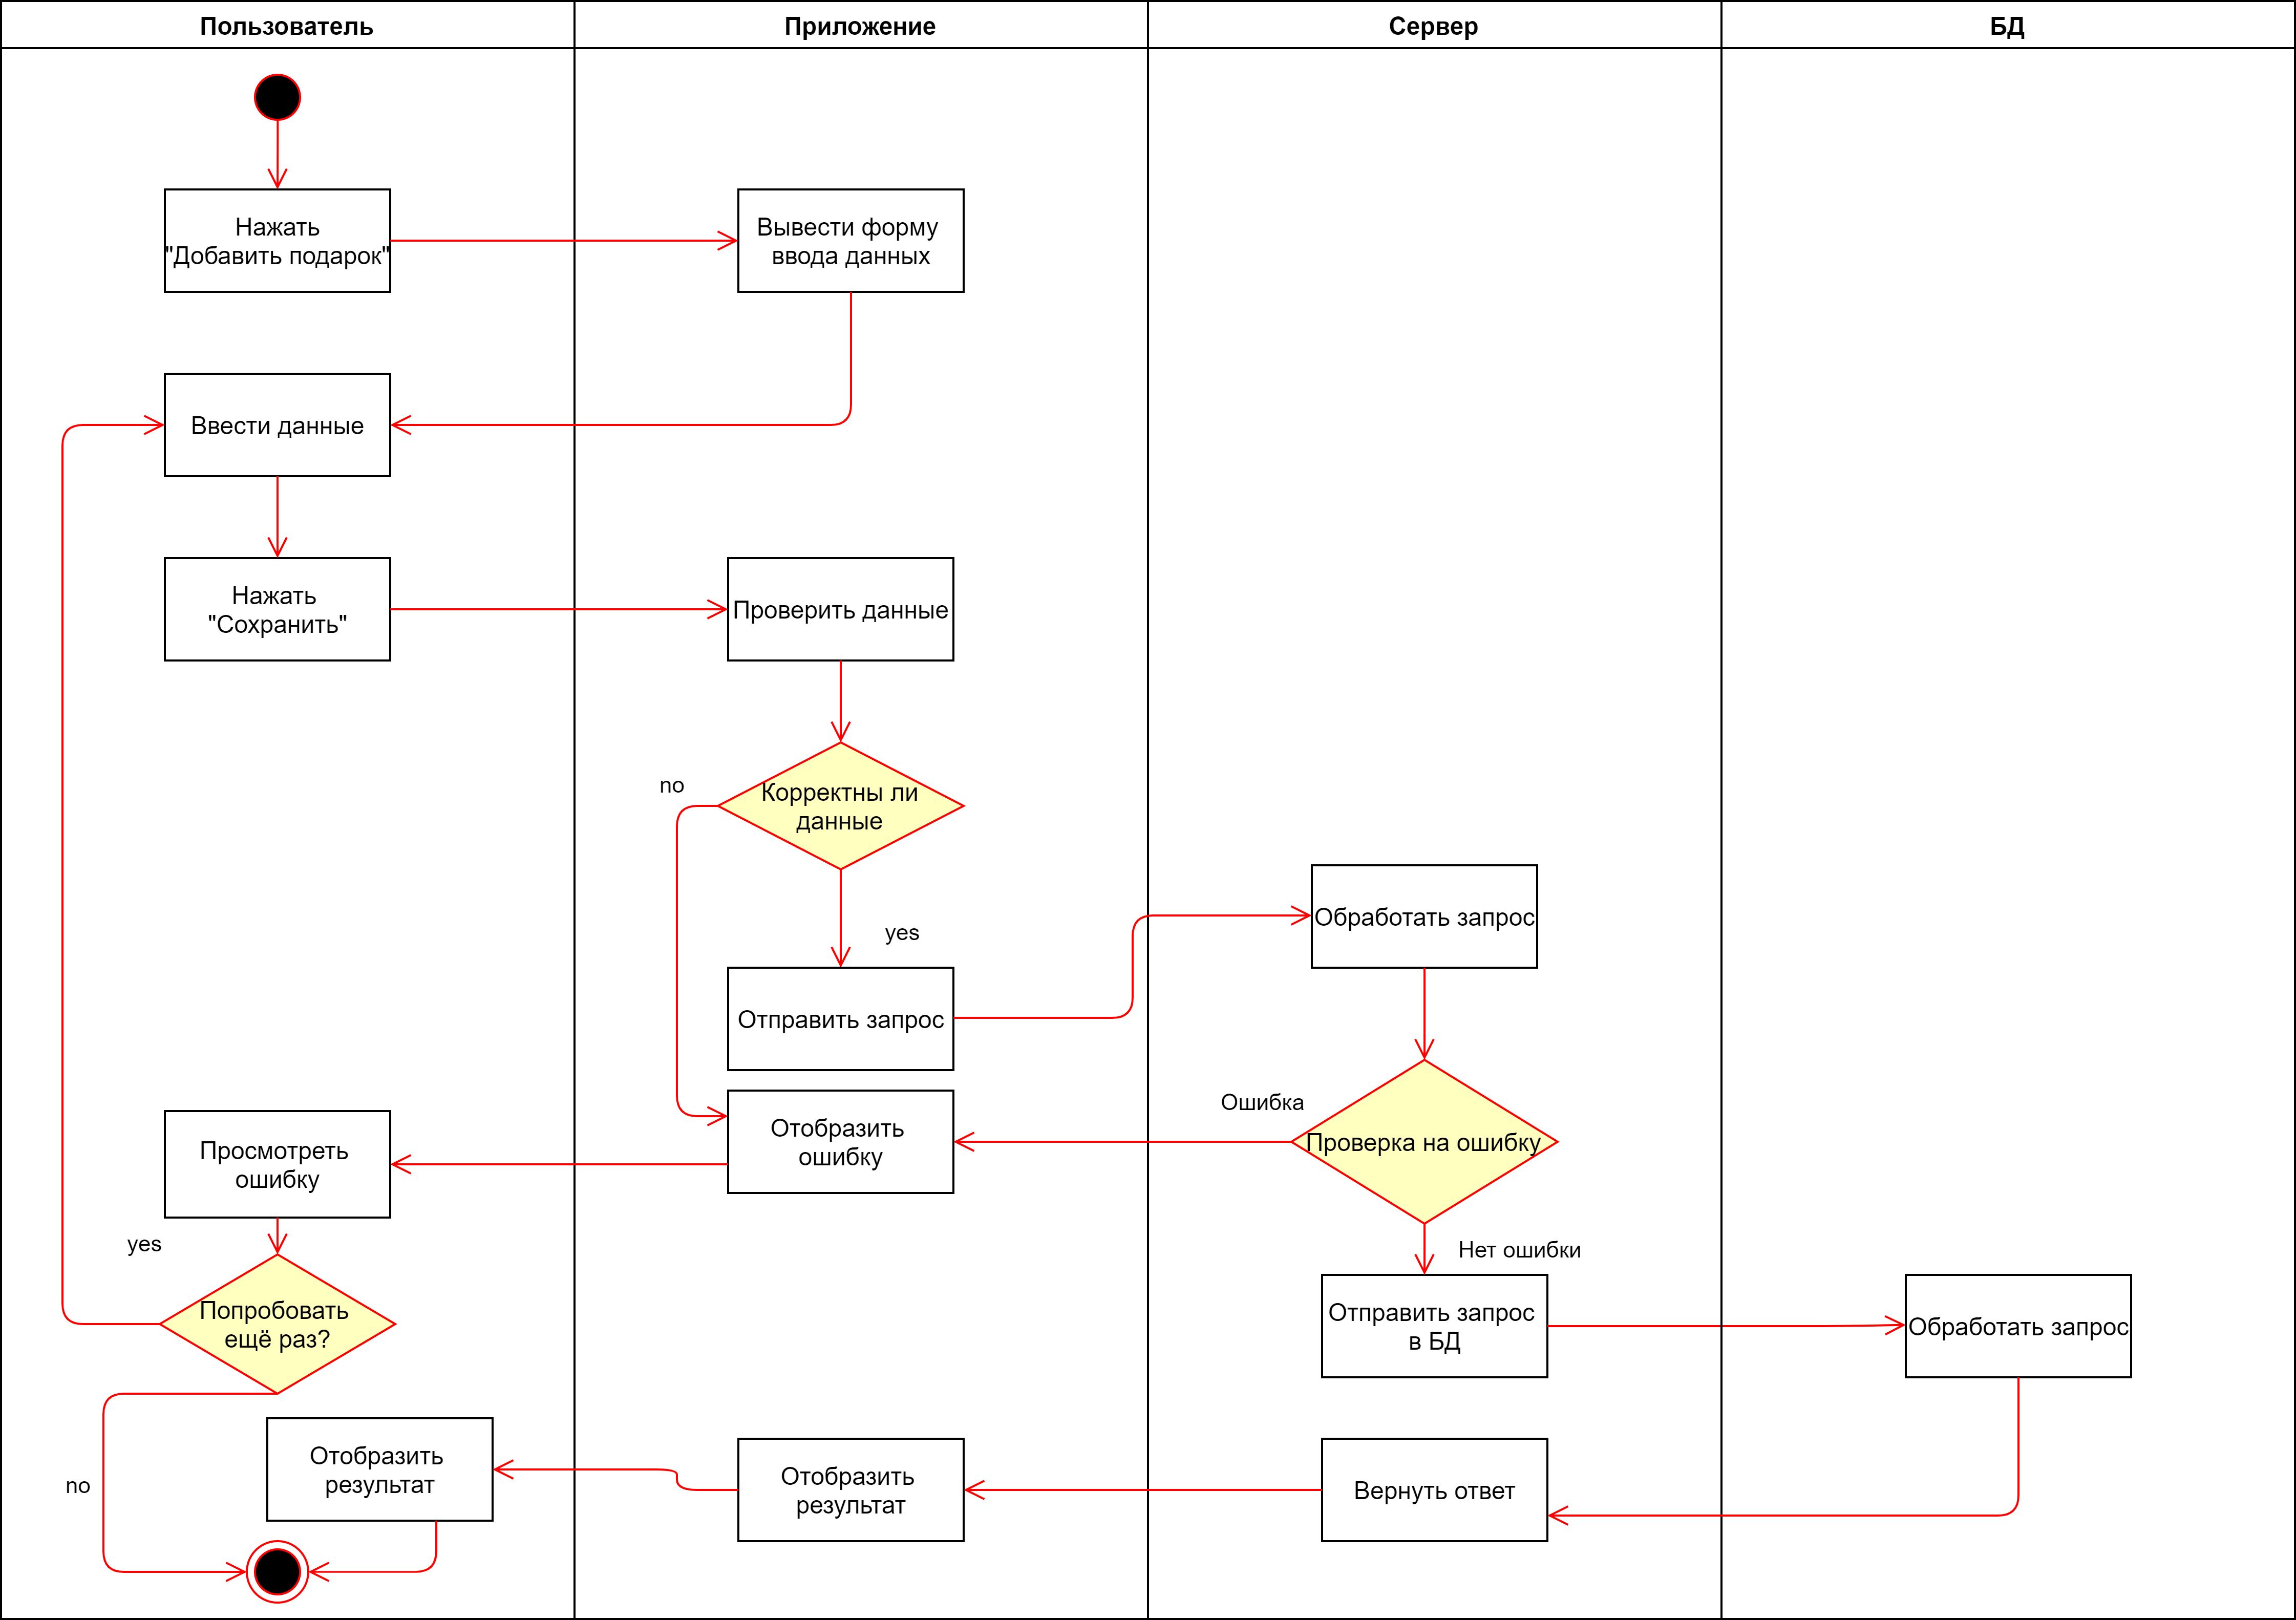 Пользователь
Приложение
Сервер
БД
Нажать
"Добавить подарок"
Вывести форму
ввода данных
Ввести данные
Нажать
"Сохранить"
Проверить данные
no
Корректны ли
данные
yes
Обработать запрос
Отправить запрос
Ошибка
Проверка на ошибку
Отобразить
ошибку
Просмотреть
ошибку
yes
Нет ошибки
Попробовать
ещё раз?
Отправить запрос
в БД
Обработать запрос
no
Отобразить
результат
Отобразить
результат
Вернуть ответ